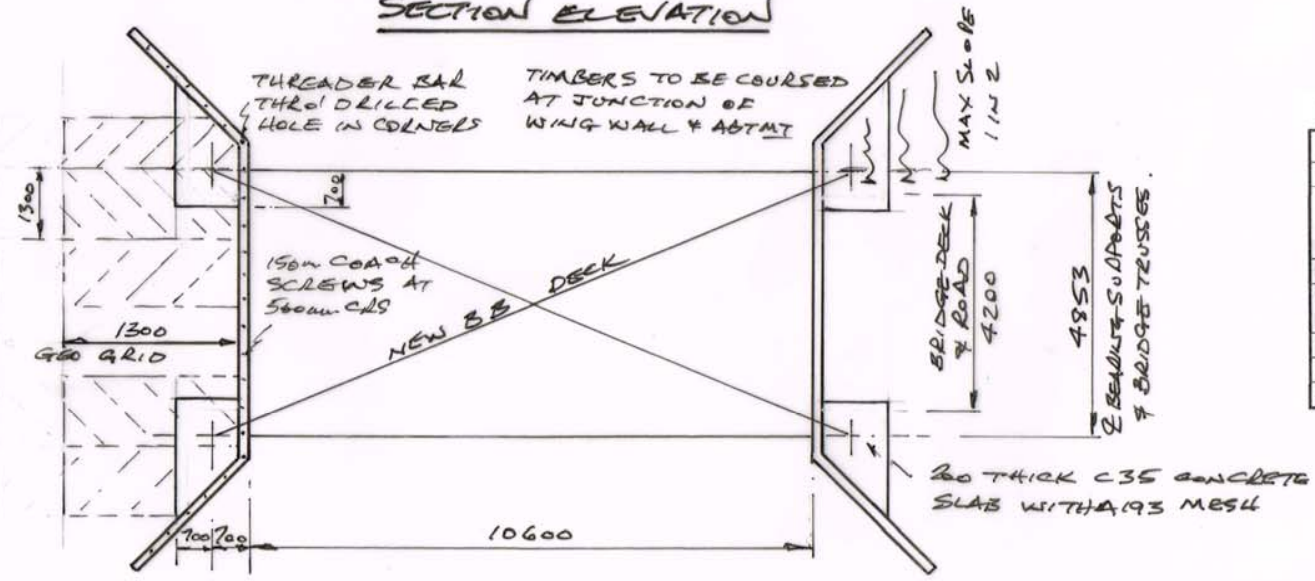 SECTION ELEVATION
THREADER BAR
THRO' DRILLED
HOLE IN CORNERS
TIMBERS TO BE COURSED
AT JUNCTION OF
WING WALL & ABTMT
MAX SLOPE
1 IN 2
1300
700
150mm COACH
SCREWS AT
560mm CRS
NEW BB DECK
1300
GEO GRID
BRIDGE DECK
& ROAD
4200
4853
℄ BEARING SUPPORTS
& BRIDGE TRUSSES.
200 THICK C35 CONCRETE
SLAB WITH A193 MESH
700
700
10600